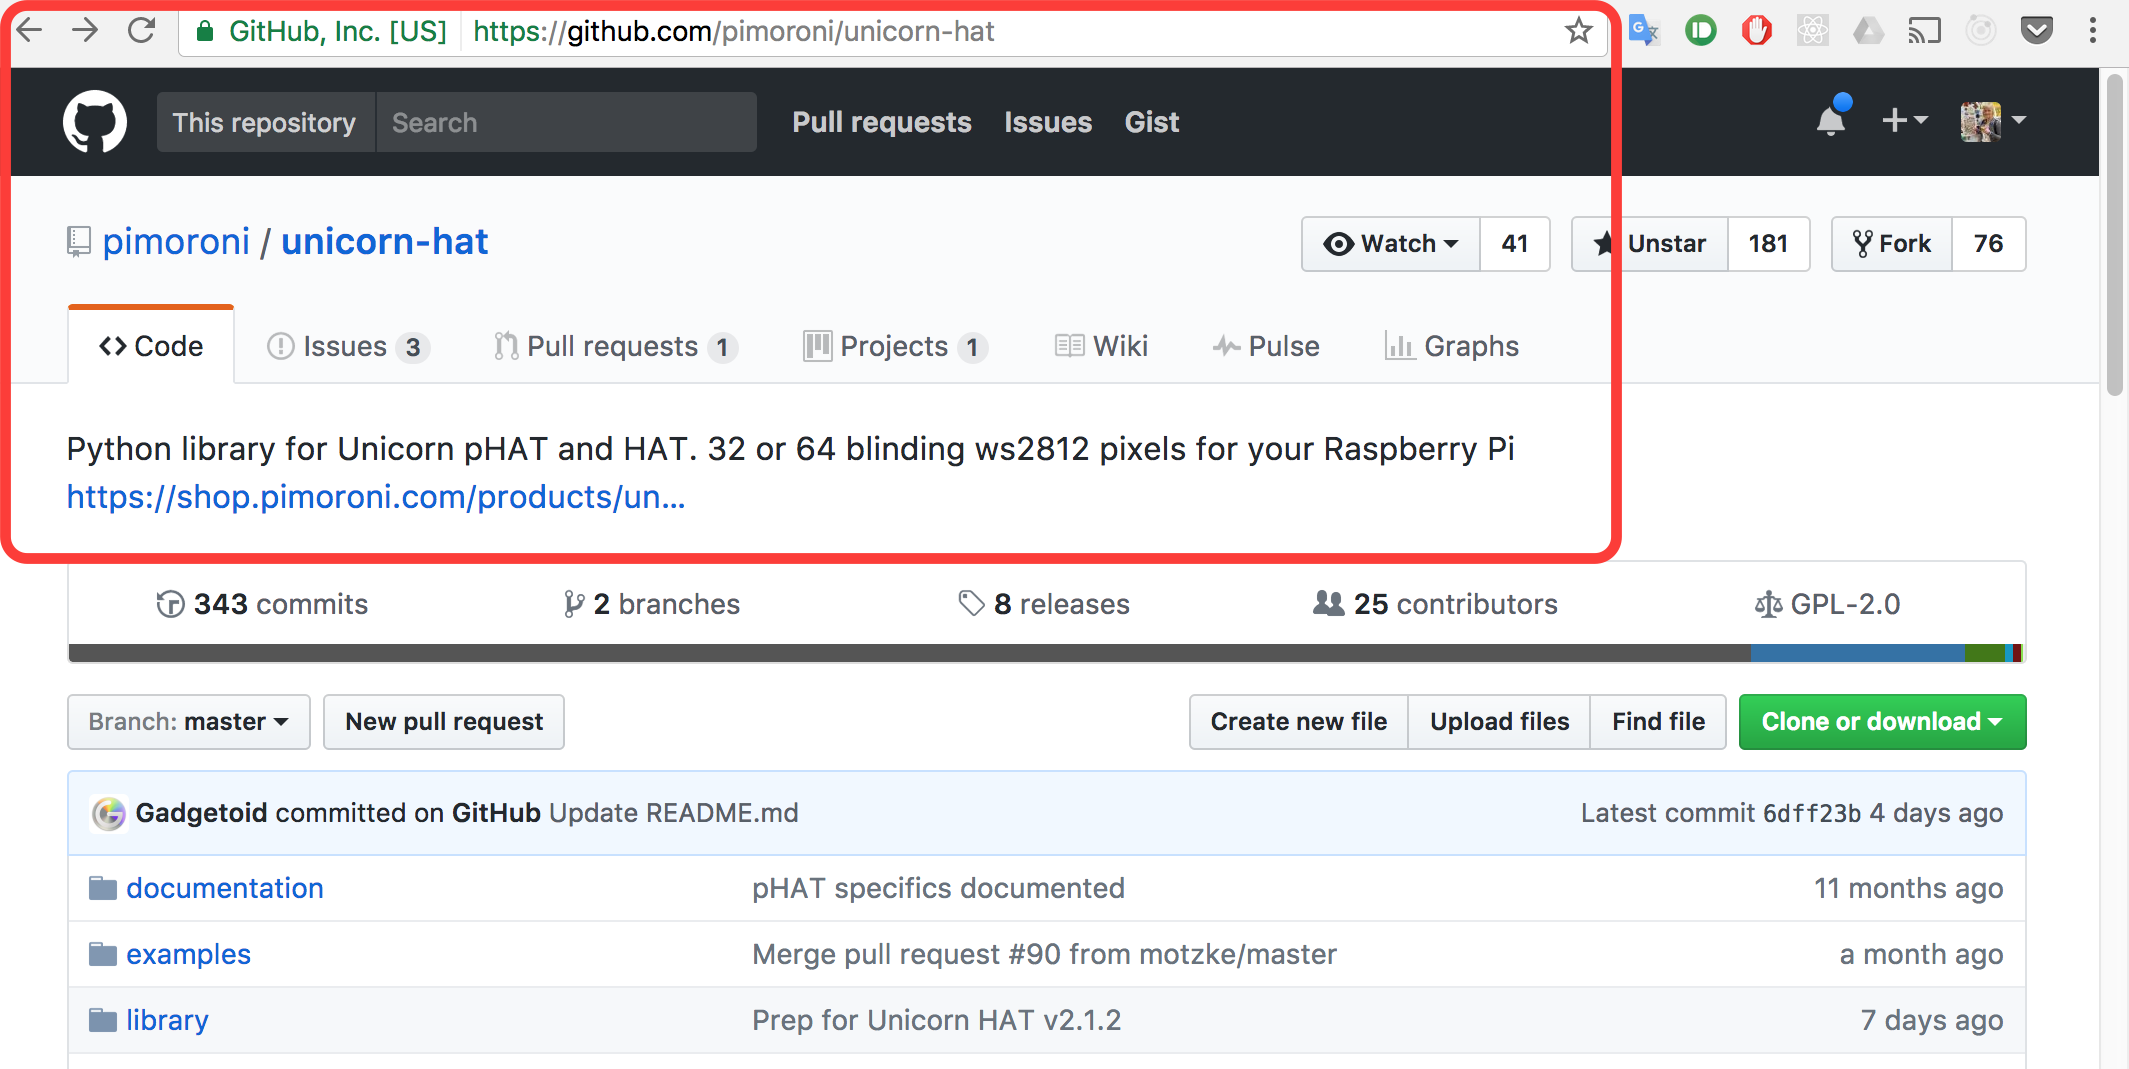 GitHub, Inc. [US] https://github.com/pimoroni/unicorn-hat
This repository Search Pull requests Issues Gist
pimoroni / unicorn-hat Watch 41 Unstar 181 Fork 76
Code Issues 3 Pull requests 1 Projects 1 Wiki Pulse Graphs
Python library for Unicorn pHAT and HAT. 32 or 64 blinding ws2812 pixels for your Raspberry Pi
https://shop.pimoroni.com/products/un...
343 commits 2 branches 8 releases 25 contributors GPL-2.0
Branch: master New pull request Create new file Upload files Find file Clone or download
Gadgetoid committed on GitHub Update README.md Latest commit 6dff23b 4 days ago
documentation pHAT specifics documented 11 months ago
examples Merge pull request #90 from motzke/master a month ago
library Prep for Unicorn HAT v2.1.2 7 days ago